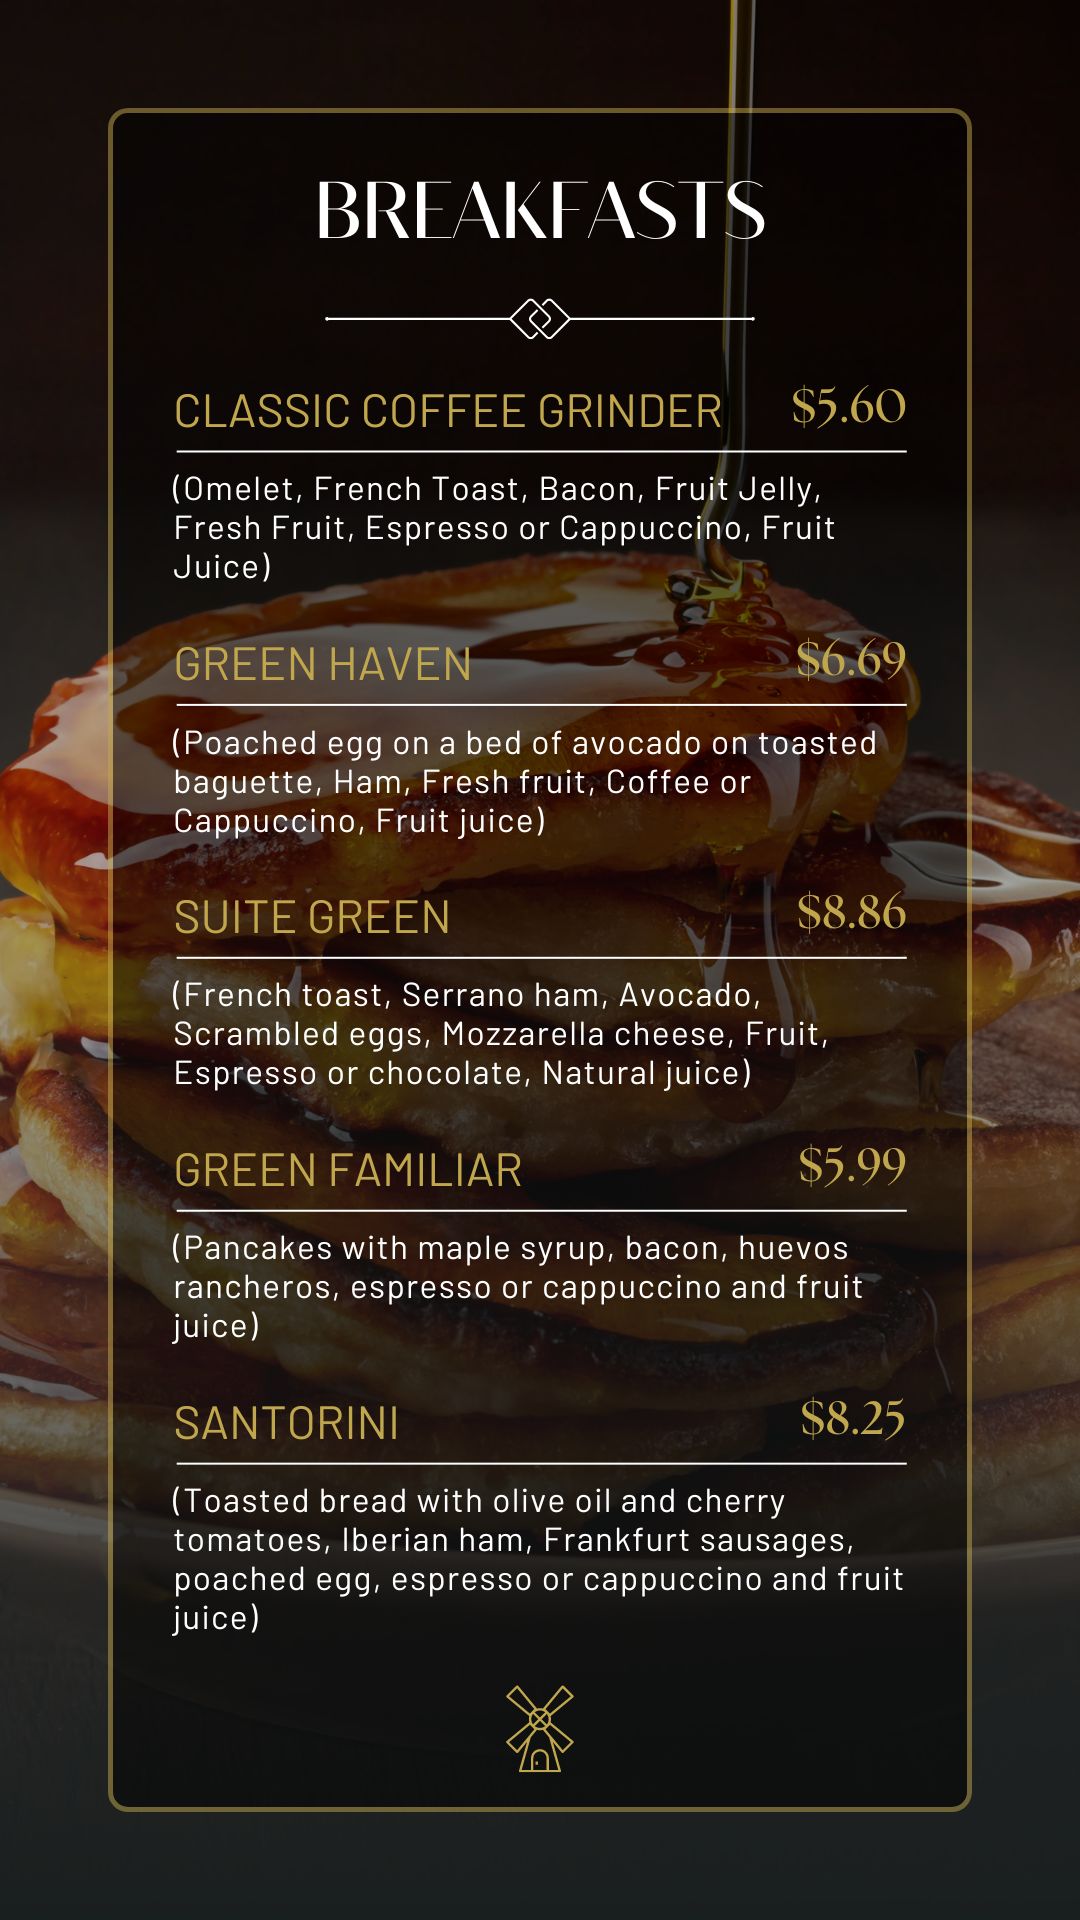 BREAKFASTS
CLASSIC COFFEE GRINDER $5.60
(Omelet, French Toast, Bacon, Fruit Jelly,
Fresh Fruit, Espresso or Cappuccino, Fruit
Juice)
GREEN HAVEN $6.69
(Poached egg on a bed of avocado on toasted
baguette, Ham, Fresh fruit, Coffee or
Cappuccino, Fruit juice)
SUITE GREEN $8.86
(French toast, Serrano ham, Avocado,
Scrambled eggs, Mozzarella cheese, Fruit,
Espresso or chocolate, Natural juice)
GREEN FAMILIAR $5.99
(Pancakes with maple syrup, bacon, huevos
rancheros, espresso or cappuccino and fruit
juice)
SANTORINI $8.25
(Toasted bread with olive oil and cherry
tomatoes, Iberian ham, Frankfurt sausages,
poached egg, espresso or cappuccino and fruit
juice)